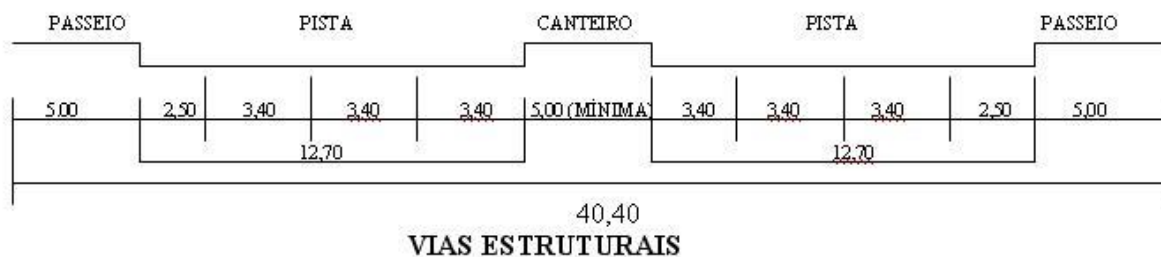 PASSEIO PISTA CANTEIRO PISTA PASSEIO
5.00 2,50 3,40 3,40 3,40 5,00 (MÍNIMA) 3,40 3,40 3,40 2,50 5,00
12,70 12,70
40,40
VIAS ESTRUTURAIS